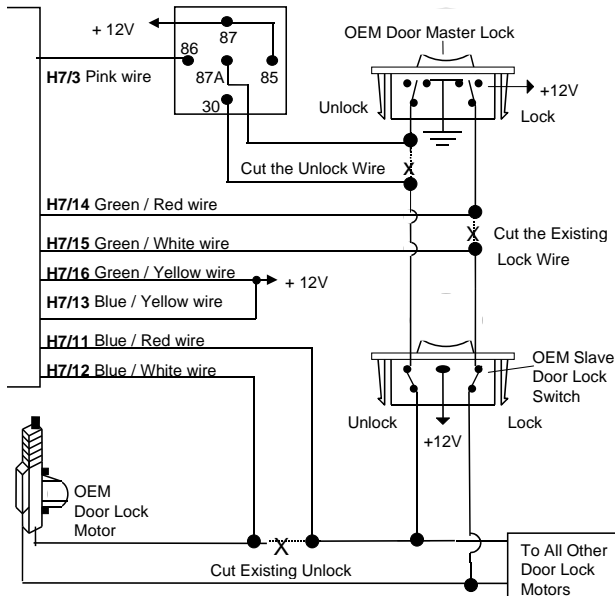 + 12V
87
OEM Door Master Lock
86
H7/3 Pink wire
87A
85
+12V
30
Unlock
Lock
Cut the Unlock Wire
X
H7/14 Green / Red wire
H7/15 Green / White wire
X
Cut the Existing
Lock Wire
H7/16 Green / Yellow wire
+ 12V
H7/13 Blue / Yellow wire
H7/11 Blue / Red wire
H7/12 Blue / White wire
OEM Slave
Door Lock
Switch
Unlock
+12V
Lock
OEM
Door Lock
Motor
X
Cut Existing Unlock
To All Other
Door Lock
Motors